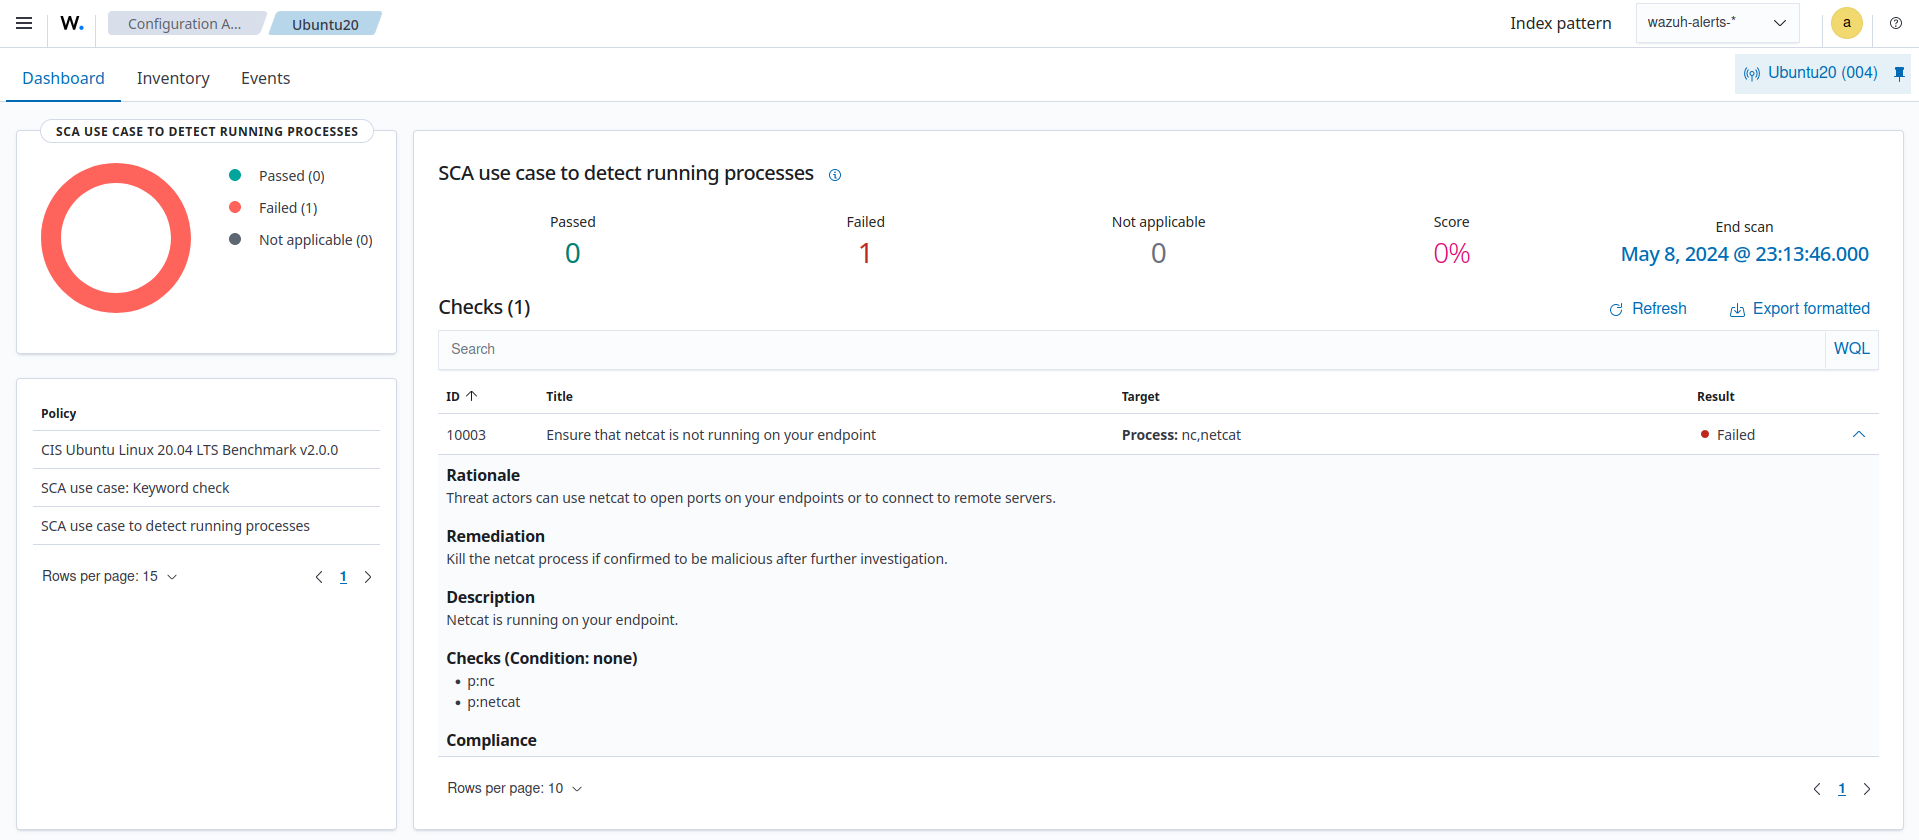 W.
Configuration A...
Ubuntu20
Index pattern
wazuh-alerts-*
a
Dashboard
Inventory
Events
Ubuntu20 (004)
SCA USE CASE TO DETECT RUNNING PROCESSES
Passed (0)
Failed (1)
Not applicable (0)
Policy
CIS Ubuntu Linux 20.04 LTS Benchmark v2.0.0
SCA use case: Keyword check
SCA use case to detect running processes
Rows per page: 15
1
SCA use case to detect running processes
Passed
0
Failed
1
Not applicable
0
Score
0%
End scan
May 8, 2024 @ 23:13:46.000
Checks (1)
Refresh
Export formatted
Search
WQL
ID
Title
Target
Result
10003
Ensure that netcat is not running on your endpoint
Process: nc,netcat
Failed
Rationale
Threat actors can use netcat to open ports on your endpoints or to connect to remote servers.
Remediation
Kill the netcat process if confirmed to be malicious after further investigation.
Description
Netcat is running on your endpoint.
Checks (Condition: none)
• p:nc
• p:netcat
Compliance
Rows per page: 10
1